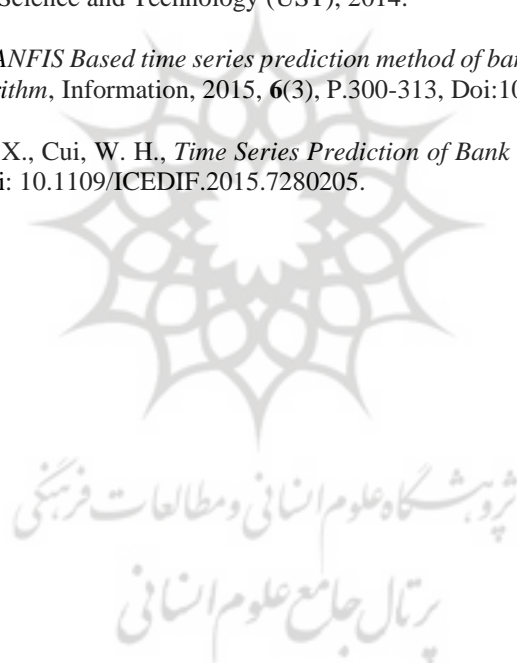 Science and Technology (UST), 2014.
ANFIS Based time series prediction method of ban
rithm, Information, 2015, 6(3), P.300-313, Doi:10
X., Cui, W. H., Time Series Prediction of Bank
i: 10.1109/ICEDIF.2015.7280205.
پژوهشگاه علوم انسانی و مطالعات فرهنگی
پرتال جامع علوم انسانی